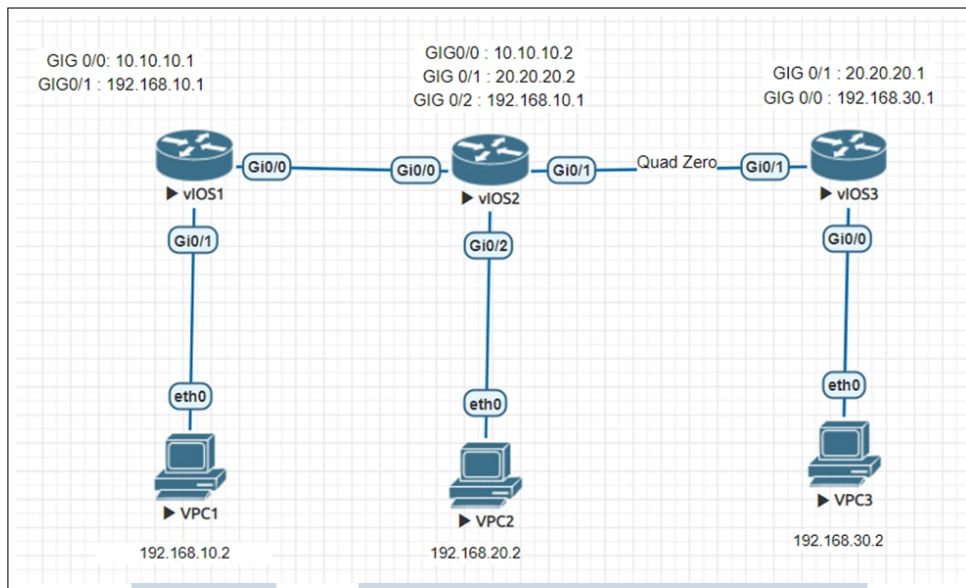 GIG 0/0: 10.10.10.1
GIG0/1 : 192.168.10.1
GIG0/0 : 10.10.10.2
GIG 0/1 : 20.20.20.2
GIG 0/2 : 192.168.10.1
GIG 0/1 : 20.20.20.1
GIG 0/0 : 192.168.30.1
Gi0/0
Gi0/0
Gi0/1
Quad Zero
Gi0/1
vIOS1
vIOS2
vIOS3
Gi0/1
Gi0/2
Gi0/0
eth0
eth0
eth0
VPC1
VPC2
VPC3
192.168.10.2
192.168.20.2
192.168.30.2